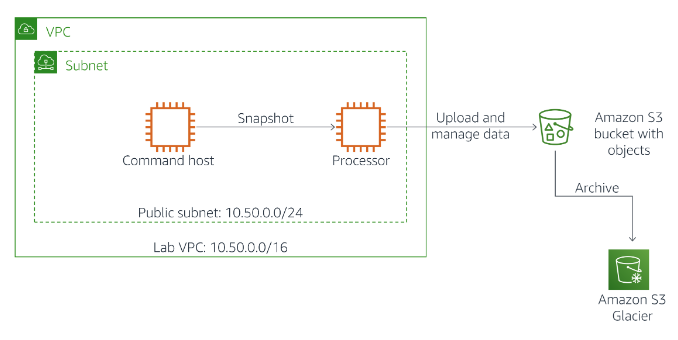 VPC
Subnet
Snapshot
Command host
Processor
Upload and
manage data
Amazon S3
bucket with
objects
Archive
Public subnet: 10.50.0.0/24
Lab VPC: 10.50.0.0/16
Amazon S3
Glacier